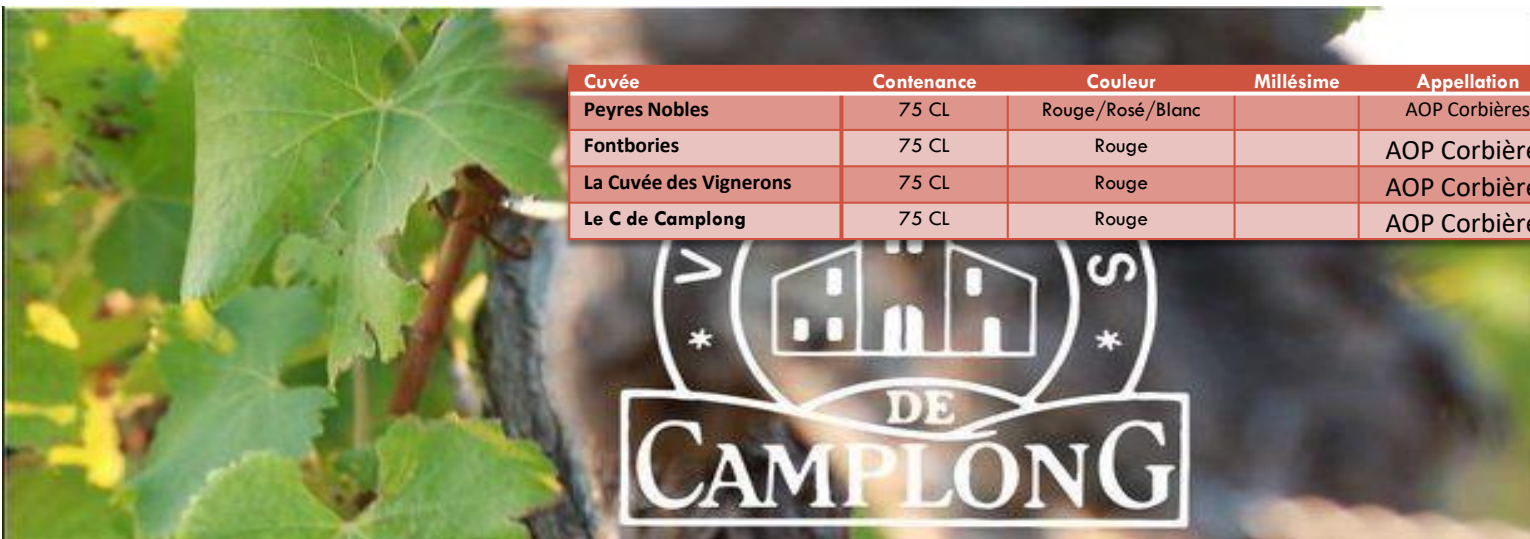 Cuvée Contenance Couleur Millésime Appellation
Peyres Nobles 75 CL Rouge/Rosé/Blanc AOP Corbières
Fontbories 75 CL Rouge AOP Corbière
La Cuvée des Vignerons 75 CL Rouge AOP Corbière
Le C de Camplong 75 CL Rouge AOP Corbière
V S
* *
DE
CAMPLONG